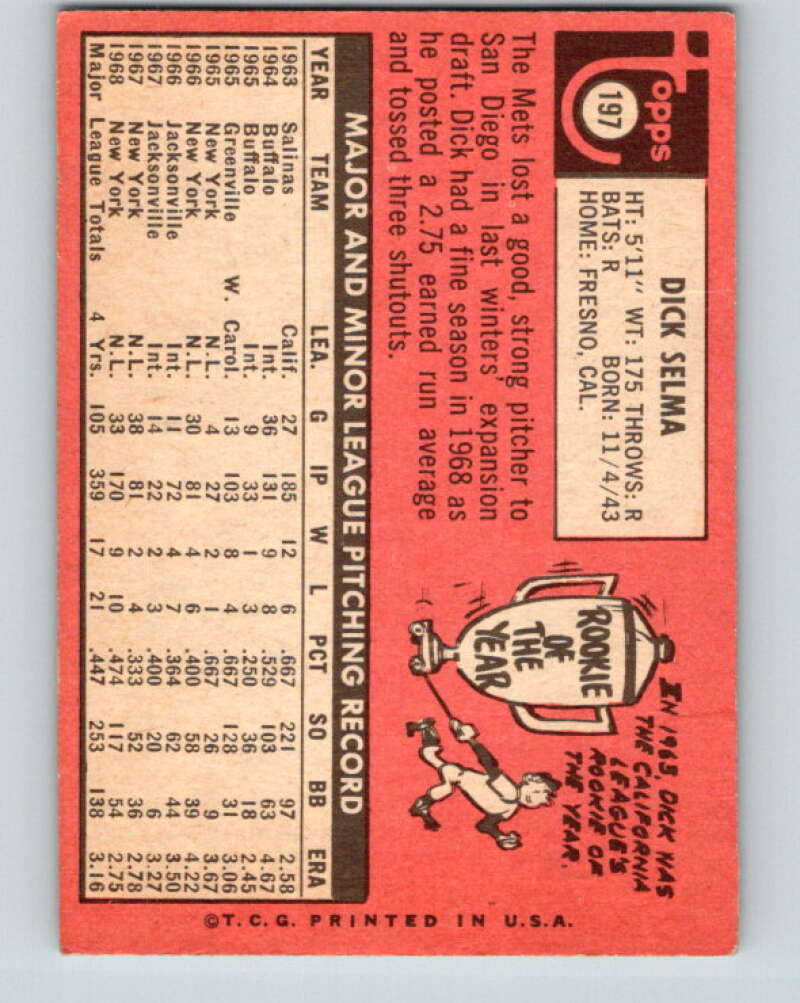 Topps
197
DICK SELMA
HT: 5'11" WT: 175 THROWS: R
BATS: R BORN: 11/4/43
HOME: FRESNO, CAL.
The Mets lost a good, strong pitcher to
San Diego in last winters' expansion
draft. Dick had a fine season in 1968 as
he posted a 2.75 earned run average
and tossed three shutouts.
ROOKIE
OF
THE
YEAR
IN 1963 DICK WAS
THE CALIFORNIA
LEAGUE'S
ROOKIE OF
THE YEAR.
MAJOR AND MINOR LEAGUE PITCHING RECORD
YEAR TEAM LEA. G IP W L PCT SO BB ERA
1963 Salinas Calif. 27 185 12 6 .667 221 97 2.58
1964 Buffalo Int. 36 131 9 8 .529 103 63 4.67
1965 Buffalo Int. 9 33 1 3 .250 36 18 2.45
1965 Greenville W. Carol. 13 103 8 4 .667 128 31 3.06
1965 New York N.L. 4 27 2 1 .667 26 9 3.67
1966 New York N.L. 30 81 4 6 .400 58 39 4.22
1966 Jacksonville Int. 11 72 4 7 .364 62 44 3.50
1967 Jacksonville Int. 14 22 2 3 .400 20 6 3.27
1967 New York N.L. 38 81 2 4 .333 52 36 2.78
1968 New York N.L. 33 170 9 10 .474 117 54 2.75
Major League Totals 4 Yrs. 105 359 17 21 .447 253 138 3.16
©T.C.G. PRINTED IN U.S.A.